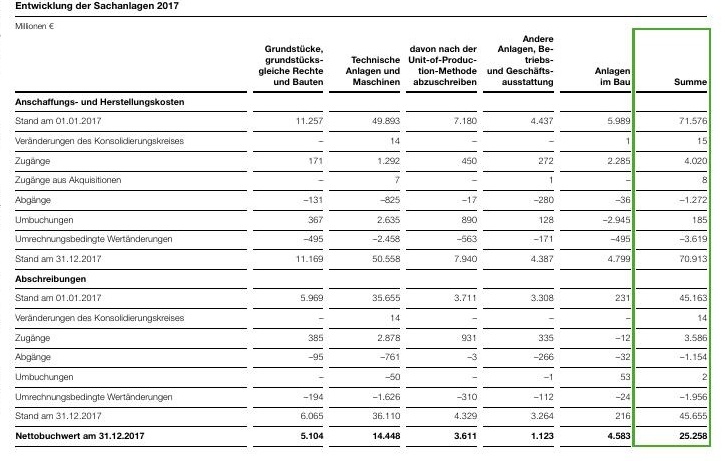 Entwicklung der Sachanlagen 2017
Millionen €
Grundstücke, grundstücks-gleiche Rechte und Bauten | Technische Anlagen und Maschinen | davon nach der Unit-of-Produc-tion-Methode abzuschreiben | Andere Anlagen, Be-triebs- und Geschäfts-ausstattung | Anlagen im Bau | Summe
Anschaffungs- und Herstellungskosten
Stand am 01.01.2017 11.257 49.893 7.180 4.437 5.989 71.576
Veränderungen des Konsolidierungskreises – 14 – – 1 15
Zugänge 171 1.292 450 272 2.285 4.020
Zugänge aus Akquisitionen – 7 – 1 – 8
Abgänge –131 –825 –17 –280 –36 –1.272
Umbuchungen 367 2.635 890 128 –2.945 185
Umrechnungsbedingte Wertänderungen –495 –2.458 –563 –171 –495 –3.619
Stand am 31.12.2017 11.169 50.558 7.940 4.387 4.799 70.913
Abschreibungen
Stand am 01.01.2017 5.969 35.655 3.711 3.308 231 45.163
Veränderungen des Konsolidierungskreises – 14 – – – 14
Zugänge 385 2.878 931 335 –12 3.586
Abgänge –95 –761 –3 –266 –32 –1.154
Umbuchungen – –50 – –1 53 2
Umrechnungsbedingte Wertänderungen –194 –1.626 –310 –112 –24 –1.956
Stand am 31.12.2017 6.065 36.110 4.329 3.264 216 45.655
Nettobuchwert am 31.12.2017 5.104 14.448 3.611 1.123 4.583 25.258